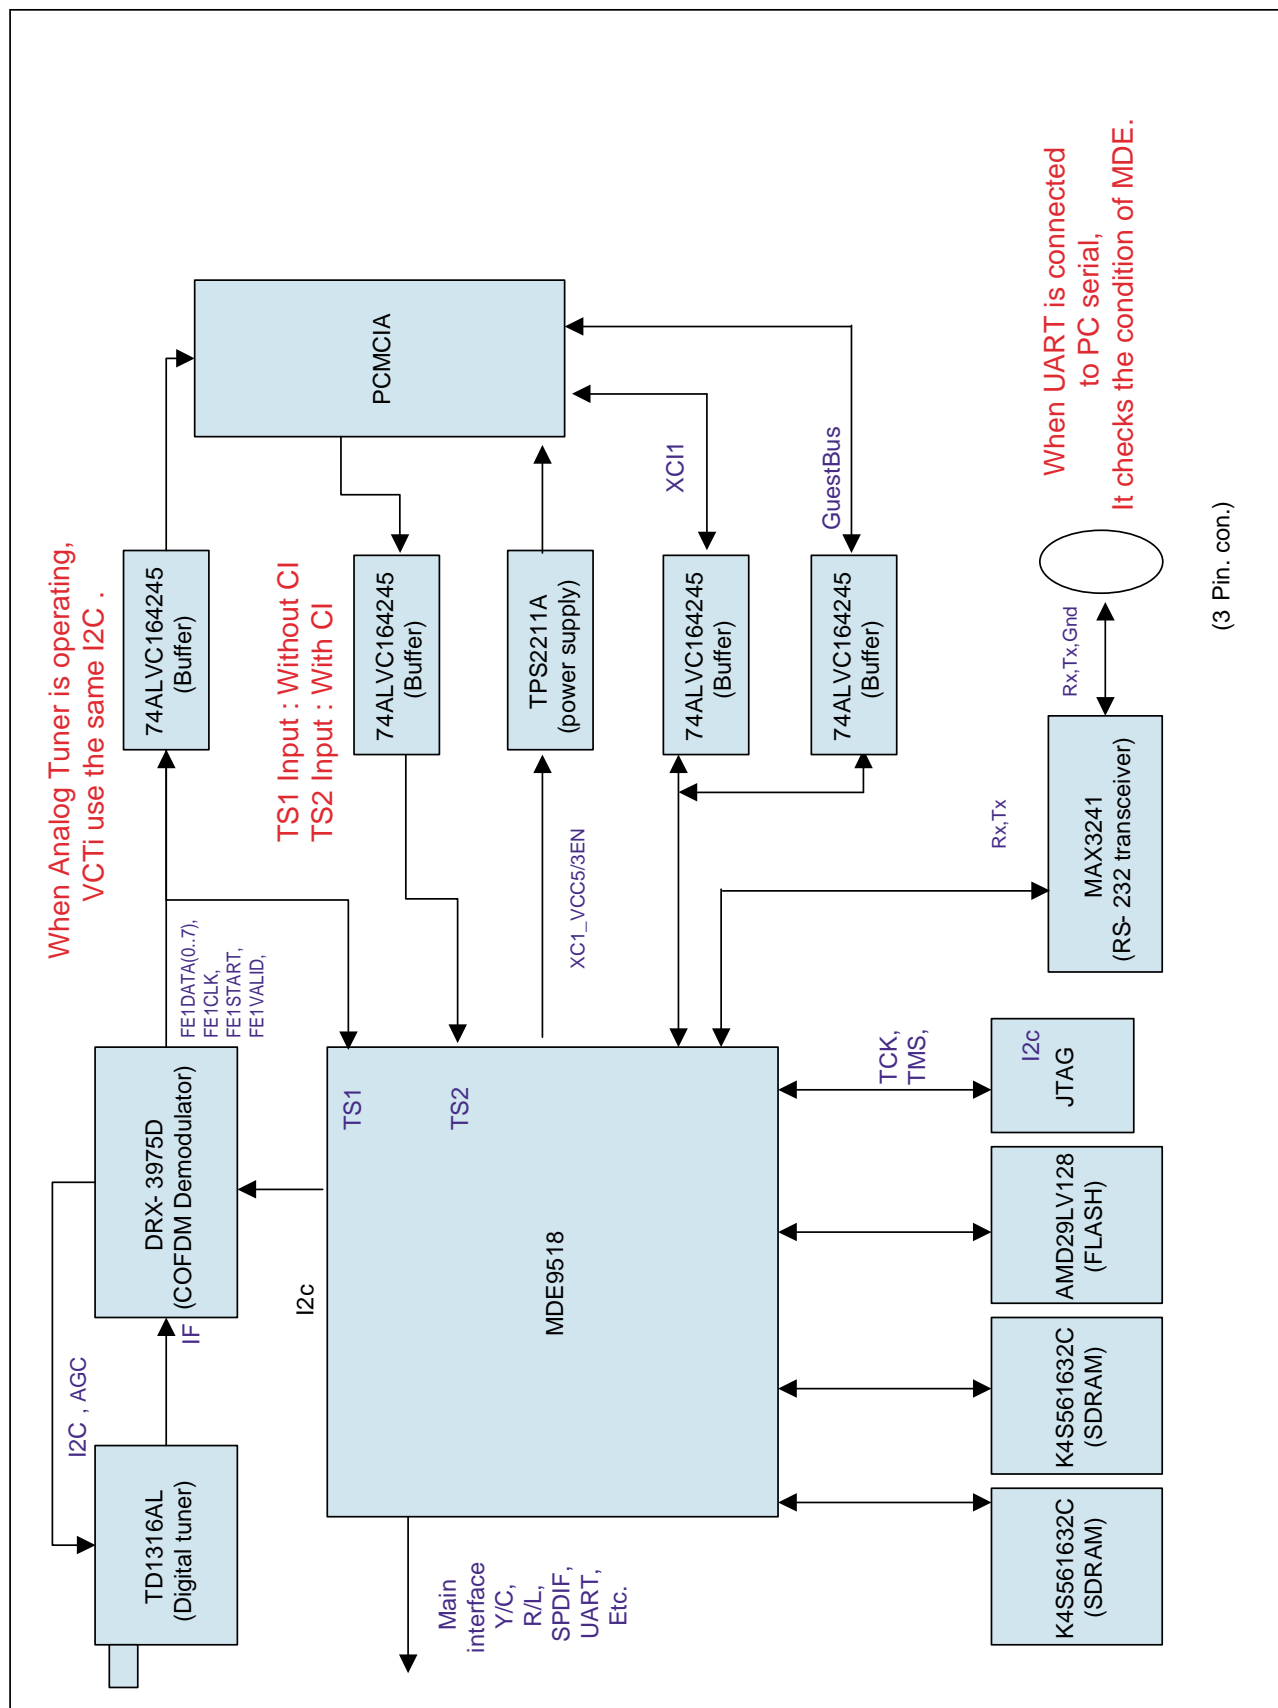 When Analog Tuner is operating,
VCTi use the same I2C .
I2C , AGC
TD1316AL
(Digital tuner)
IF
DRX- 3975D
(COFDM Demodulator)
FE1DATA(0..7),
FE1CLK,
FE1START,
FE1VALID,
74ALVC164245
(Buffer)
TS1 Input : Without CI
TS2 Input : With CI
PCMCIA
I2c
TS1
TS2
MDE9518
74ALVC164245
(Buffer)
XC1_VCC5/3EN
TPS2211A
(power supply)
XCI1
74ALVC164245
(Buffer)
GuestBus
74ALVC164245
(Buffer)
Main
interface
Y/C,
R/L,
SPDIF,
UART,
Etc.
TCK,
TMS,
Rx,Tx
Rx,Tx,Gnd
K4S561632C
(SDRAM)
K4S561632C
(SDRAM)
AMD29LV128
(FLASH)
I2c
JTAG
MAX3241
(RS- 232 transceiver)
When UART is connected
to PC serial,
It checks the condition of MDE.
(3 Pin. con.)